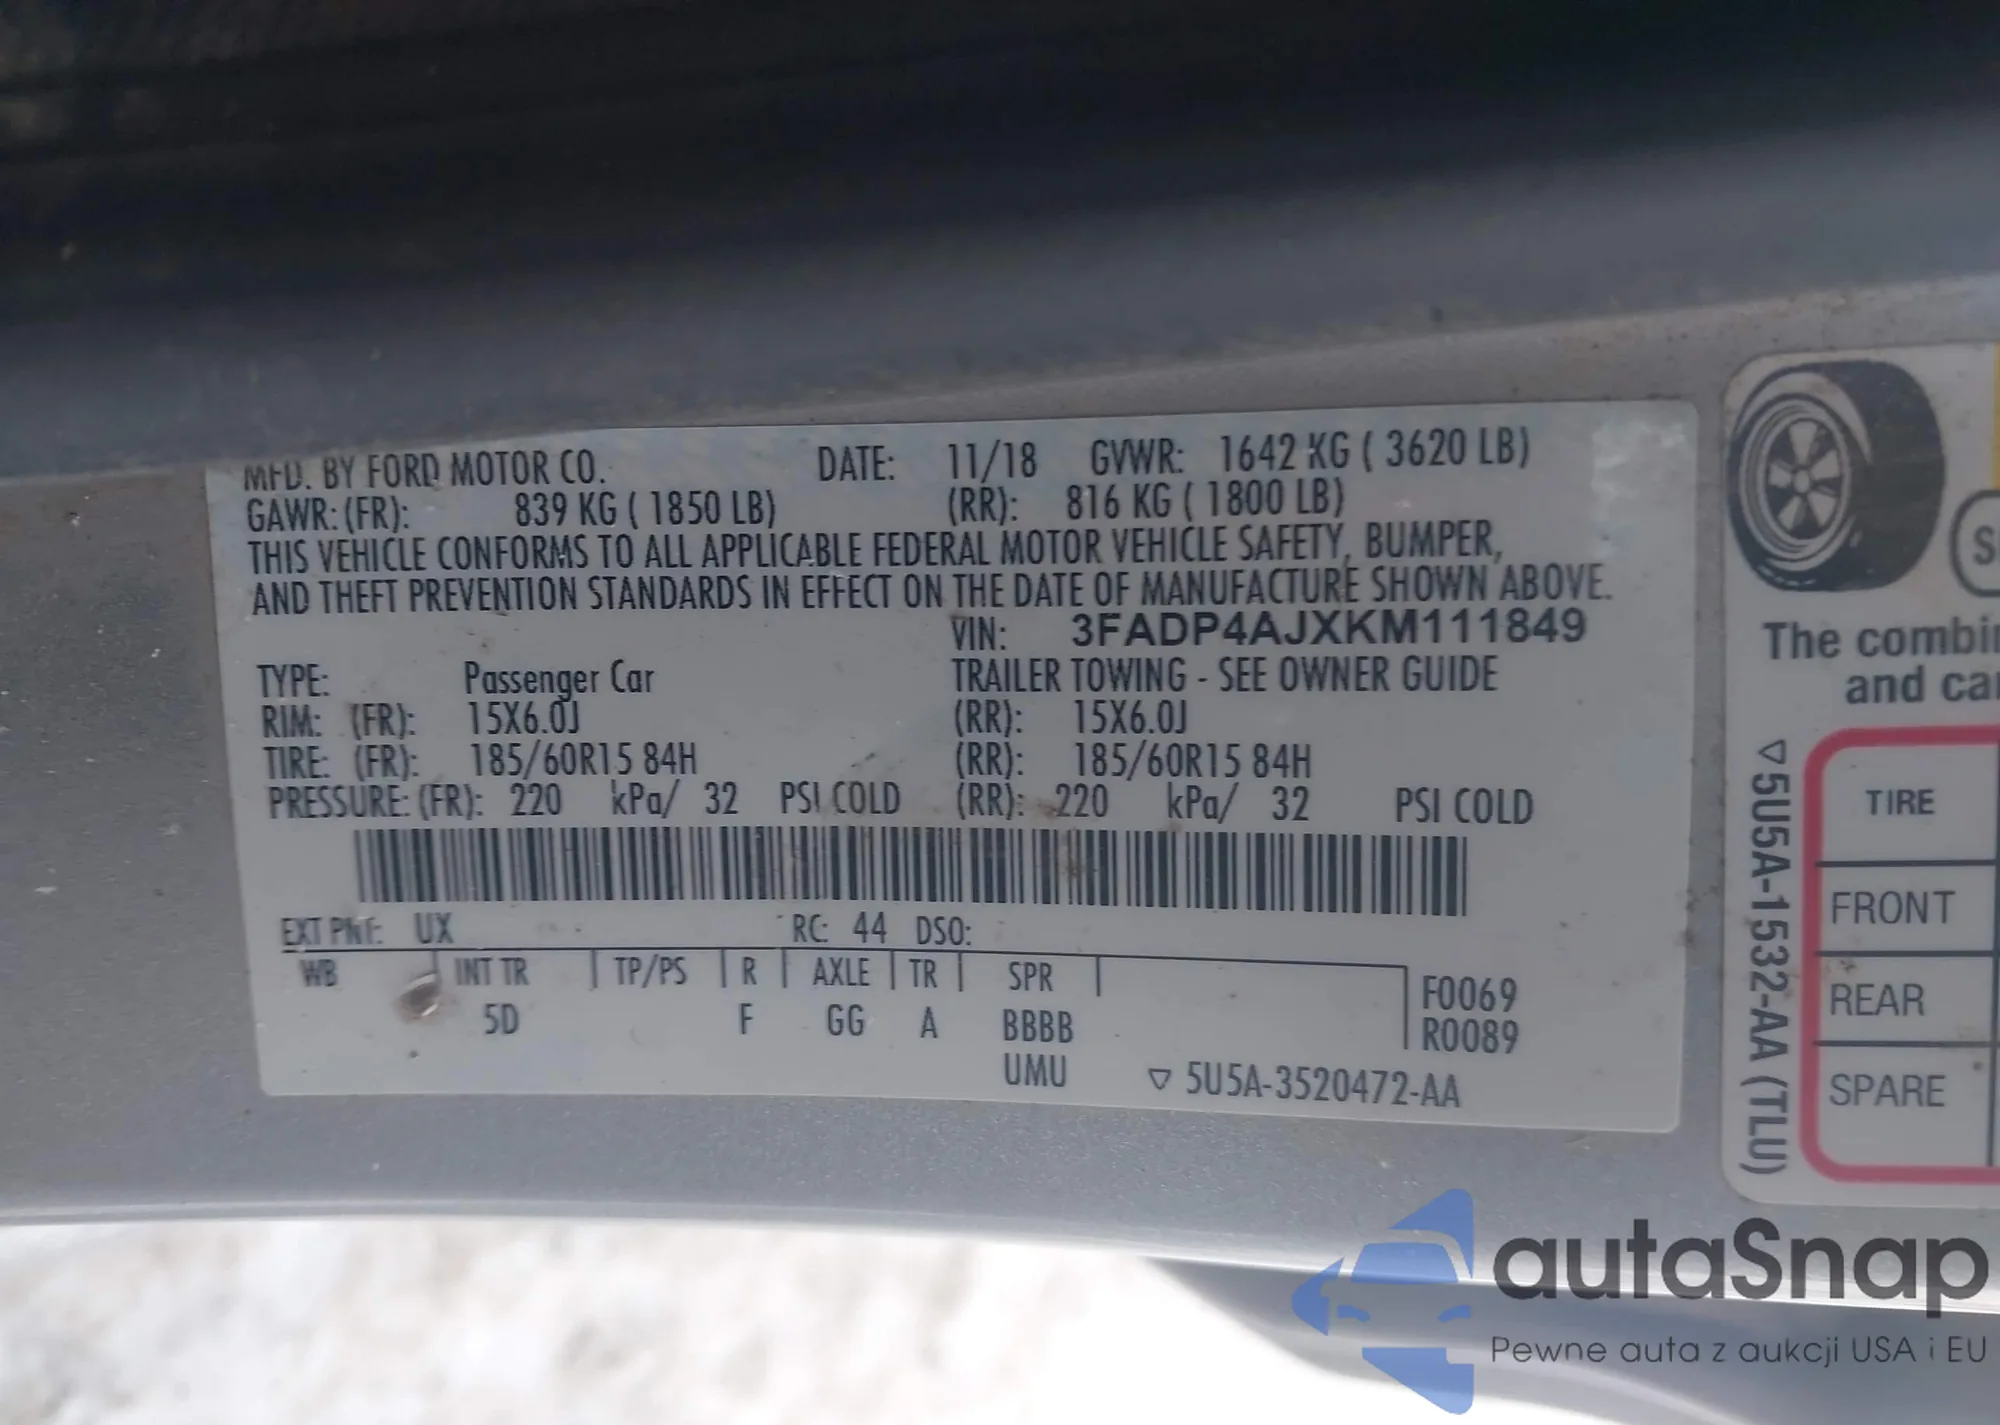 MFD. BY FORD MOTOR CO. DATE: 11/18 GVWR: 1642 KG ( 3620 LB)
GAWR: (FR): 839 KG ( 1850 LB) (RR): 816 KG ( 1800 LB)
THIS VEHICLE CONFORMS TO ALL APPLICABLE FEDERAL MOTOR VEHICLE SAFETY, BUMPER,
AND THEFT PREVENTION STANDARDS IN EFFECT ON THE DATE OF MANUFACTURE SHOWN ABOVE.
VIN: 3FADP4AJXKM111849
TYPE: Passenger Car TRAILER TOWING - SEE OWNER GUIDE
RIM: (FR): 15X6.0J (RR): 15X6.0J
TIRE: (FR): 185/60R15 84H (RR): 185/60R15 84H
PRESSURE: (FR): 220 kPa/ 32 PSI COLD (RR): 220 kPa/ 32 PSI COLD
EXT PNT: UX RC: 44 DSO:
WB INT TR TP/PS R AXLE TR SPR
5D F GG A BBBB
UMU
F0069
R0089
▽ 5U5A-3520472-AA
The
and
▽5U5A-1532-AA (TLU)
TIRE
FRONT
REAR
SPARE
autaSnap
Pewne auta z aukcji USA i EU